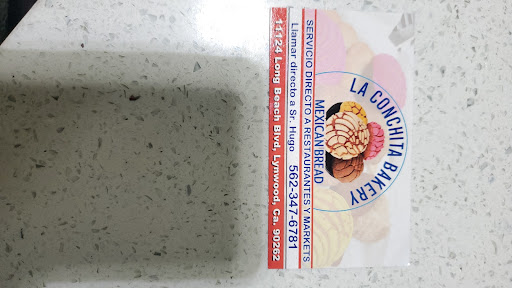 LA CONCHITA BAKERY
MEXICAN BREAD
SERVICIO DIRECTO A RESTAURANTES Y MARKETS
Llamar directo a Sr. Hugo 562-347-6781
11124 Long Beach Blvd, Lynwood, Ca. 90262